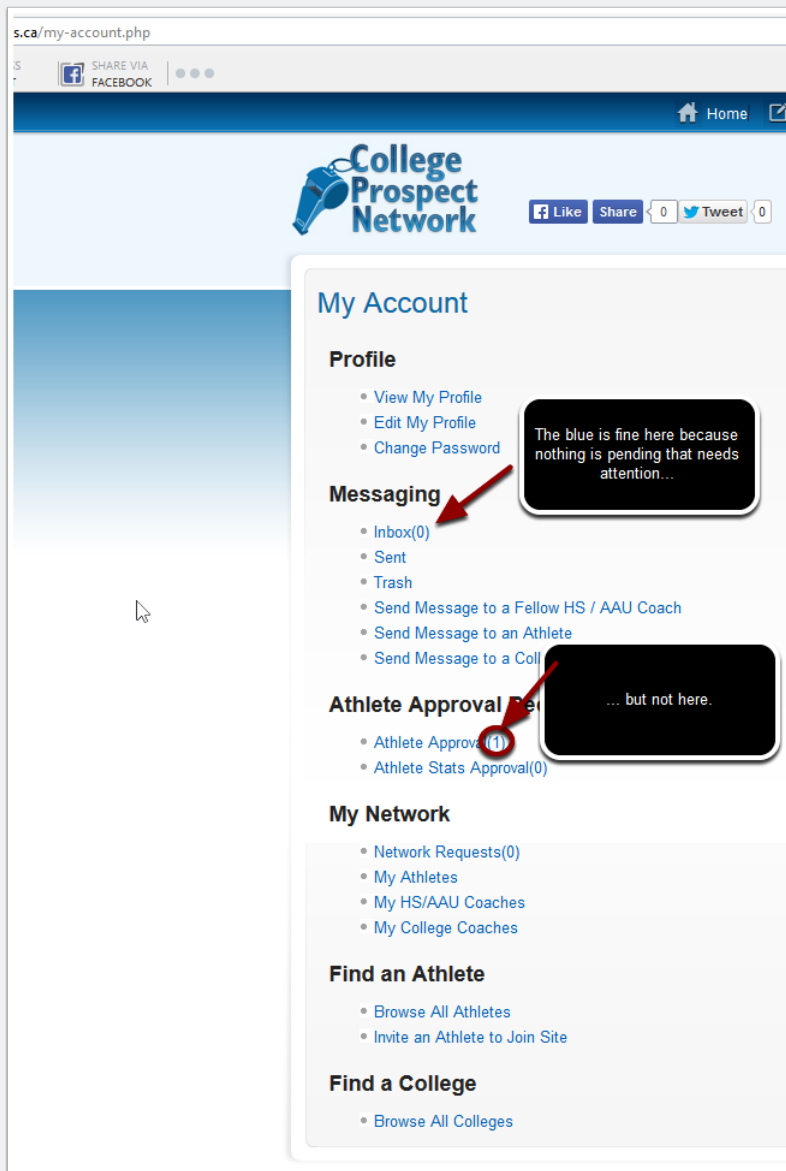 s.ca/my-account.php
SHARE VIA
FACEBOOK
Home
College
Prospect
Network
Like Share 0 Tweet 0
My Account
Profile
View My Profile
Edit My Profile
Change Password
The blue is fine here because
nothing is pending that needs
attention...
Messaging
Inbox(0)
Sent
Trash
Send Message to a Fellow HS / AAU Coach
Send Message to an Athlete
Send Message to a Coll
... but not here.
Athlete Approval
Athlete Approval(1)
Athlete Stats Approval(0)
My Network
Network Requests(0)
My Athletes
My HS/AAU Coaches
My College Coaches
Find an Athlete
Browse All Athletes
Invite an Athlete to Join Site
Find a College
Browse All Colleges